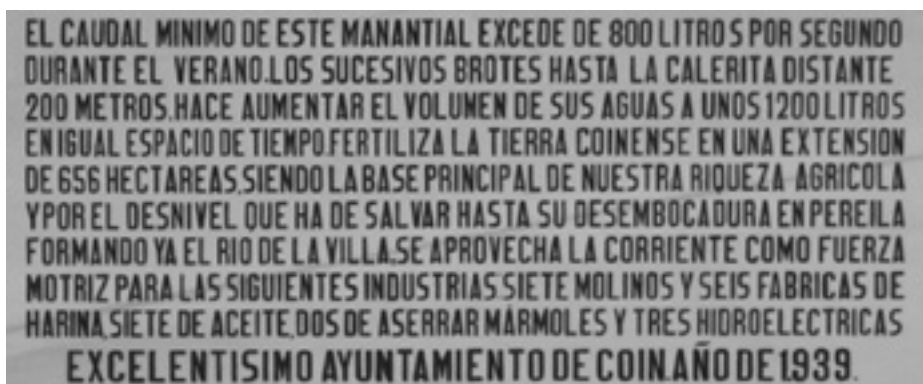 EL CAUDAL MINIMO DE ESTE MANANTIAL EXCEDE DE 800 LITROS POR SEGUNDO
DURANTE EL VERANO.LOS SUCESIVOS BROTES HASTA LA CALERITA DISTANTE
200 METROS.HACE AUMENTAR EL VOLUMEN DE SUS AGUAS A UNOS 1200 LITROS
EN IGUAL ESPACIO DE TIEMPO.FERTILIZA LA TIERRA COINENSE EN UNA EXTENSION
DE 656 HECTAREAS.SIENDO LA BASE PRINCIPAL DE NUESTRA RIQUEZA AGRICOLA
Y POR EL DESNIVEL QUE HA DE SALVAR HASTA SU DESEMBOCADURA EN PEREILA
FORMANDO YA EL RIO DE LA VILLA,SE APROVECHA LA CORRIENTE COMO FUERZA
MOTRIZ PARA LAS SIGUIENTES INDUSTRIAS.SIETE MOLINOS Y SEIS FABRICAS DE
HARINA,SIETE DE ACEITE,DOS DE ASERRAR MÁRMOLES Y TRES HIDROELECTRICAS
EXCELENTISIMO AYUNTAMIENTO DE COIN.AÑO DE 1.939.